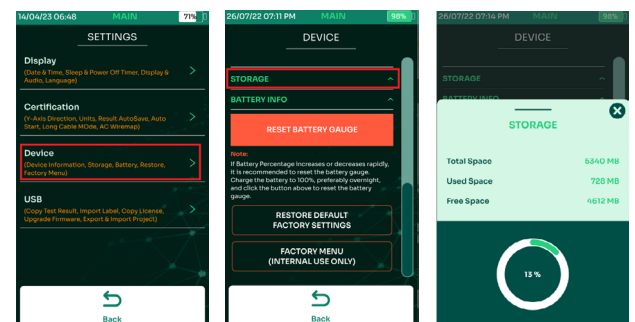 14/04/23 06:48 MAIN 71%
SETTINGS
Display
(Date & Time, Sleep & Power Off Timer, Display &
Audio, Language)
Certification
(Y-Axis Direction, Units, Result AutoSave, Auto
Start, Long Cable MOde, AC Wiremap)
Device
(Device Information, Storage, Battery, Restore,
Factory Menu)
USB
(Copy Test Result, Import Label, Copy License,
Upgrade Firmware, Export & Import Project)
Back
26/07/22 07:11 PM MAIN 98%
DEVICE
STORAGE
BATTERY INFO
RESET BATTERY GAUGE
Note:
If Battery Percentage increases or decreases rapidly,
it is recommended to reset the battery gauge.
Charge the battery to 100%, preferably overnight,
and click the button above to reset the battery
gauge.
RESTORE DEFAULT
FACTORY SETTINGS
FACTORY MENU
(INTERNAL USE ONLY)
Back
26/07/22 07:14 PM MAIN 98%
DEVICE
STORAGE
BATTERY INFO
STORAGE
Total Space 5340 MB
Used Space 728 MB
Free Space 4612 MB
13 %